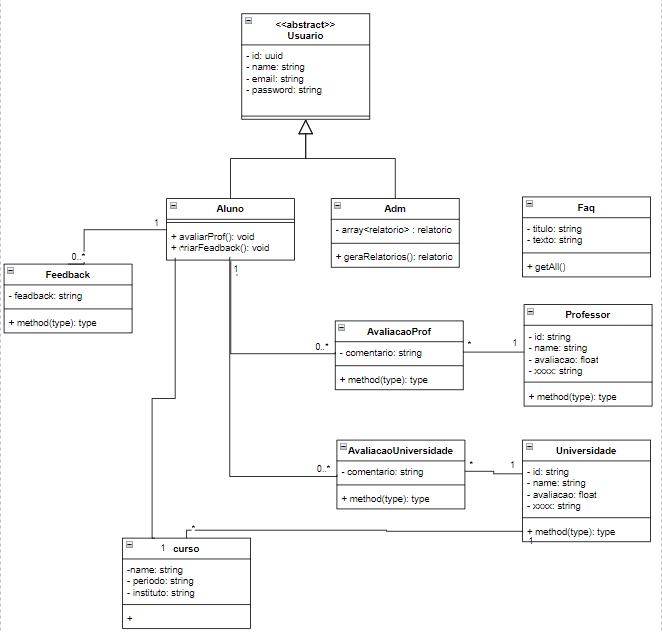 <<abstract>>
Usuario
- id: uuid
- name: string
- email: string
- password: string
Aluno
+ avaliarProf(): void
+ criarFeadback(): void
Adm
- array<relatorio> : relatorio
+ geraRelatorios(): relatorio
Faq
- titulo: string
- texto: string
+ getAll()
1
0..*
Feedback
- feadback: string
+ method(type): type
1
0..*
AvaliacaoProf
- comentario: string
+ method(type): type
*
1
Professor
- id: string
- name: string
- avaliacao: float
- xxxx: string
+ method(type): type
0..*
AvaliacaoUniversidade
- comentario: string
+ method(type): type
*
1
Universidade
- id: string
- name: string
- avaliacao: float
- xxxx: string
+ method(type): type
1
*
1
curso
-name: string
- periodo: string
- instituto: string
+